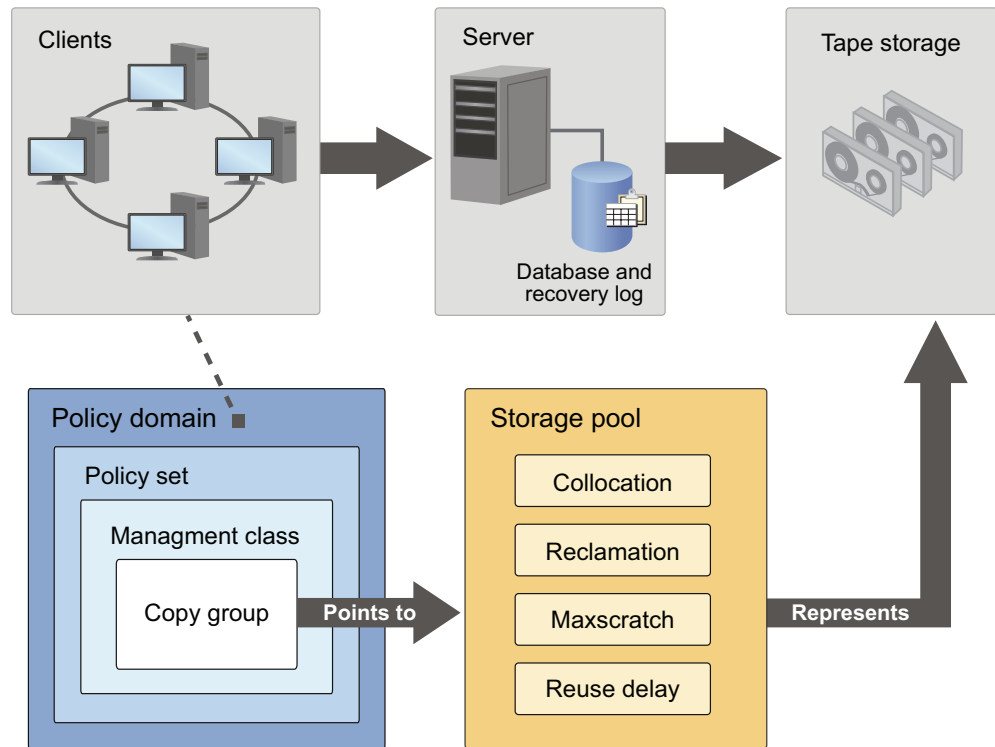 Clients
Server
Tape storage
Database and
recovery log
Policy domain
Policy set
Managment class
Copy group
Points to
Storage pool
Collocation
Reclamation
Maxscratch
Reuse delay
Represents